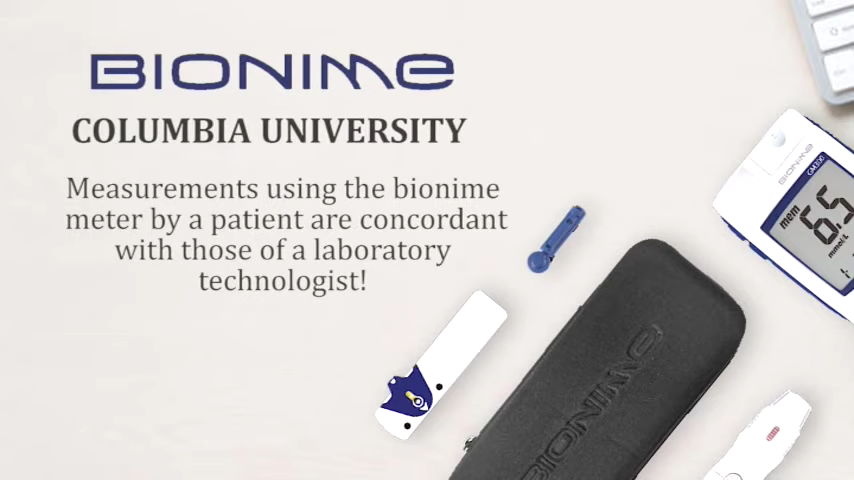 BIONIME
COLUMBIA UNIVERSITY
Measurements using the bionime
meter by a patient are concordant
with those of a laboratory
technologist!
BIONIME
GM300
mem
6.5
mmol/L
BIONIME